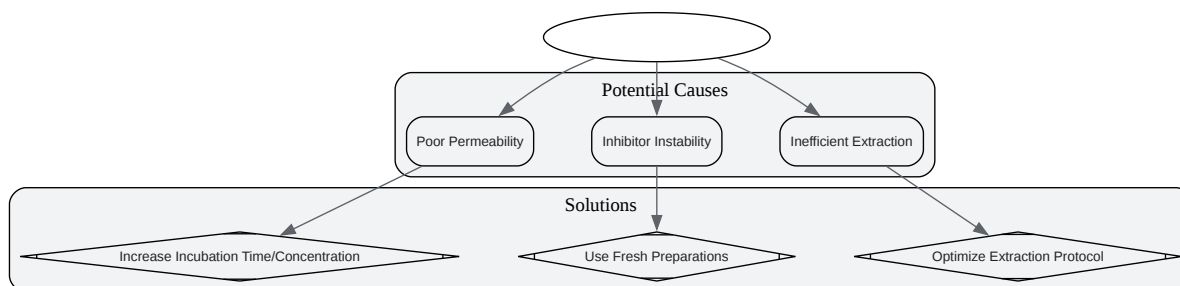 Potential Causes
Poor Permeability
Inhibitor Instability
Inefficient Extraction
Solutions
Increase Incubation Time/Concentration
Use Fresh Preparations
Optimize Extraction Protocol